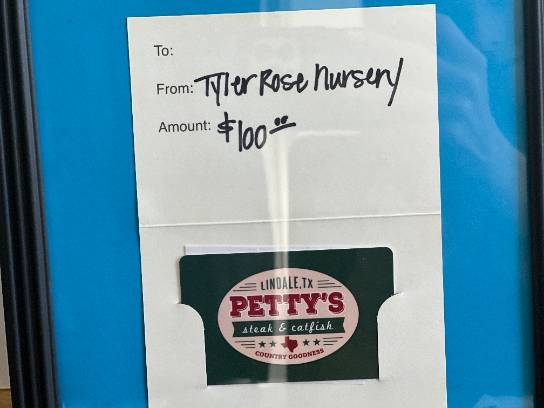 To:
From: Tyler Rose Nursery
Amount: $100.00
LINDALE, TX
PETTY'S
steak & catfish
COUNTRY GOODNESS